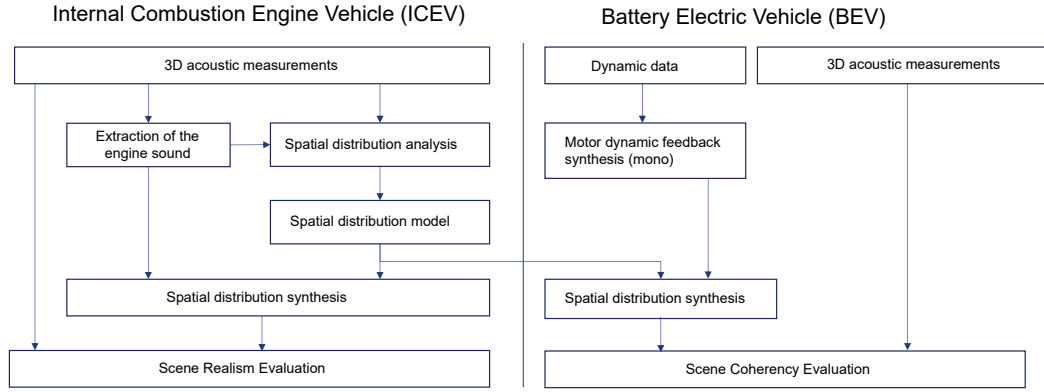 Internal Combustion Engine Vehicle (ICEV)
3D acoustic measurements
Extraction of the
engine sound
Spatial distribution analysis
Spatial distribution model
Spatial distribution synthesis
Scene Realism Evaluation
Battery Electric Vehicle (BEV)
Dynamic data
3D acoustic measurements
Motor dynamic feedback
synthesis (mono)
Spatial distribution synthesis
Scene Coherency Evaluation